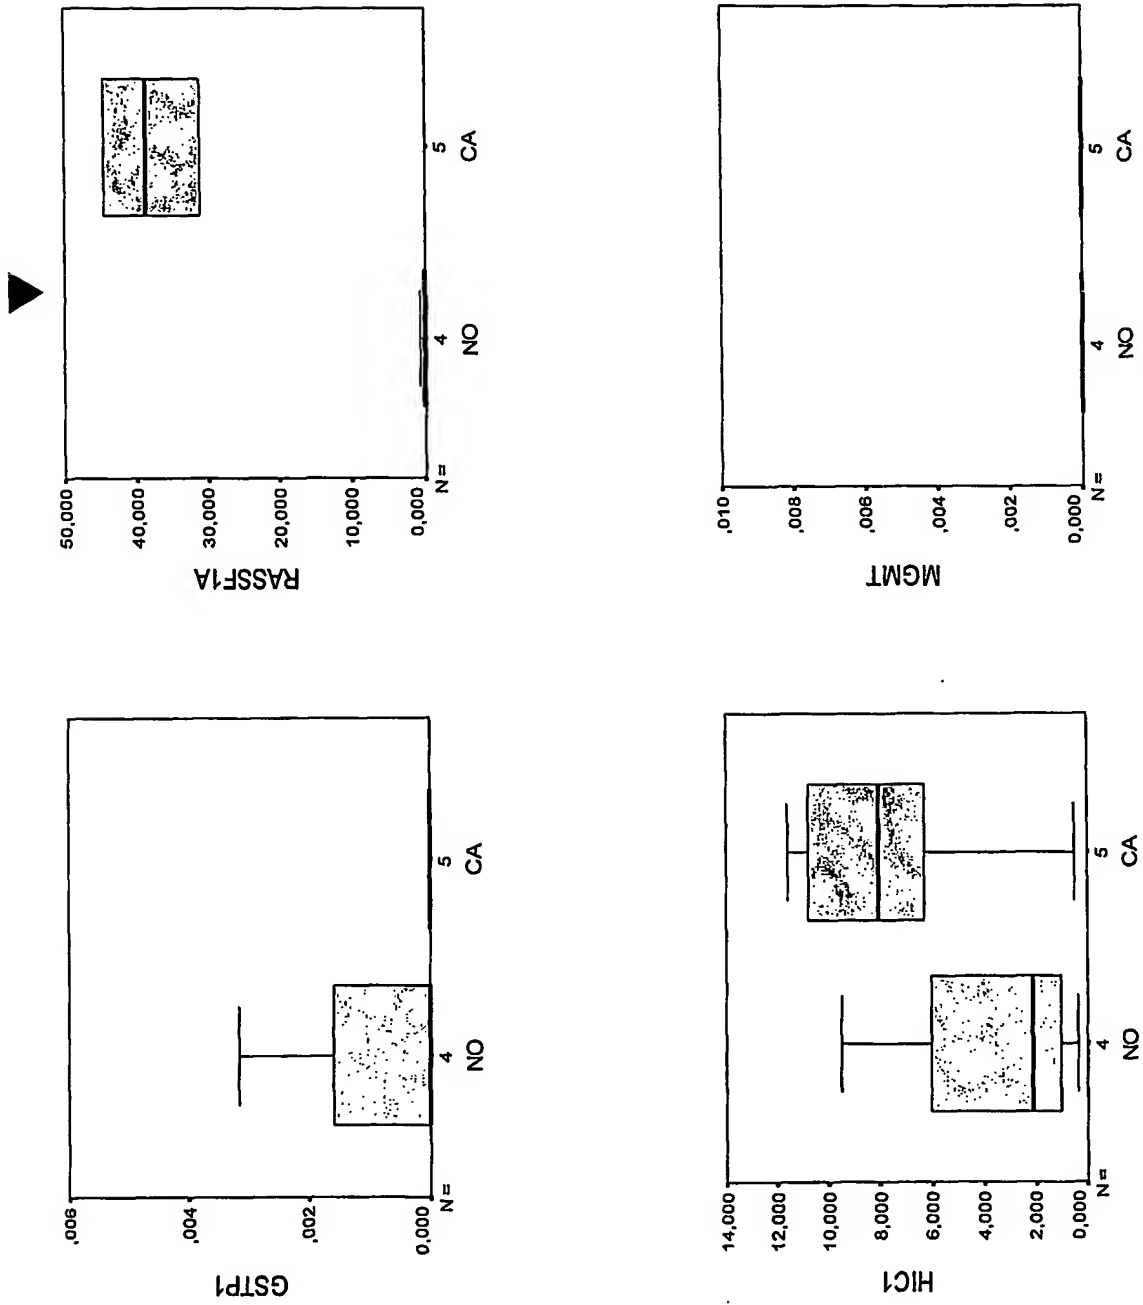 GSTP1
,006
,004
,002
0,000
N = 4 5
NO CA
RASSF1A
50,000
40,000
30,000
20,000
10,000
0,000
N = 4 5
NO CA
HIC1
14,000
12,000
10,000
8,000
6,000
4,000
2,000
0,000
N = 4 5
NO CA
MGMT
,010
,008
,006
,004
,002
0,000
N = 4 5
NO CA